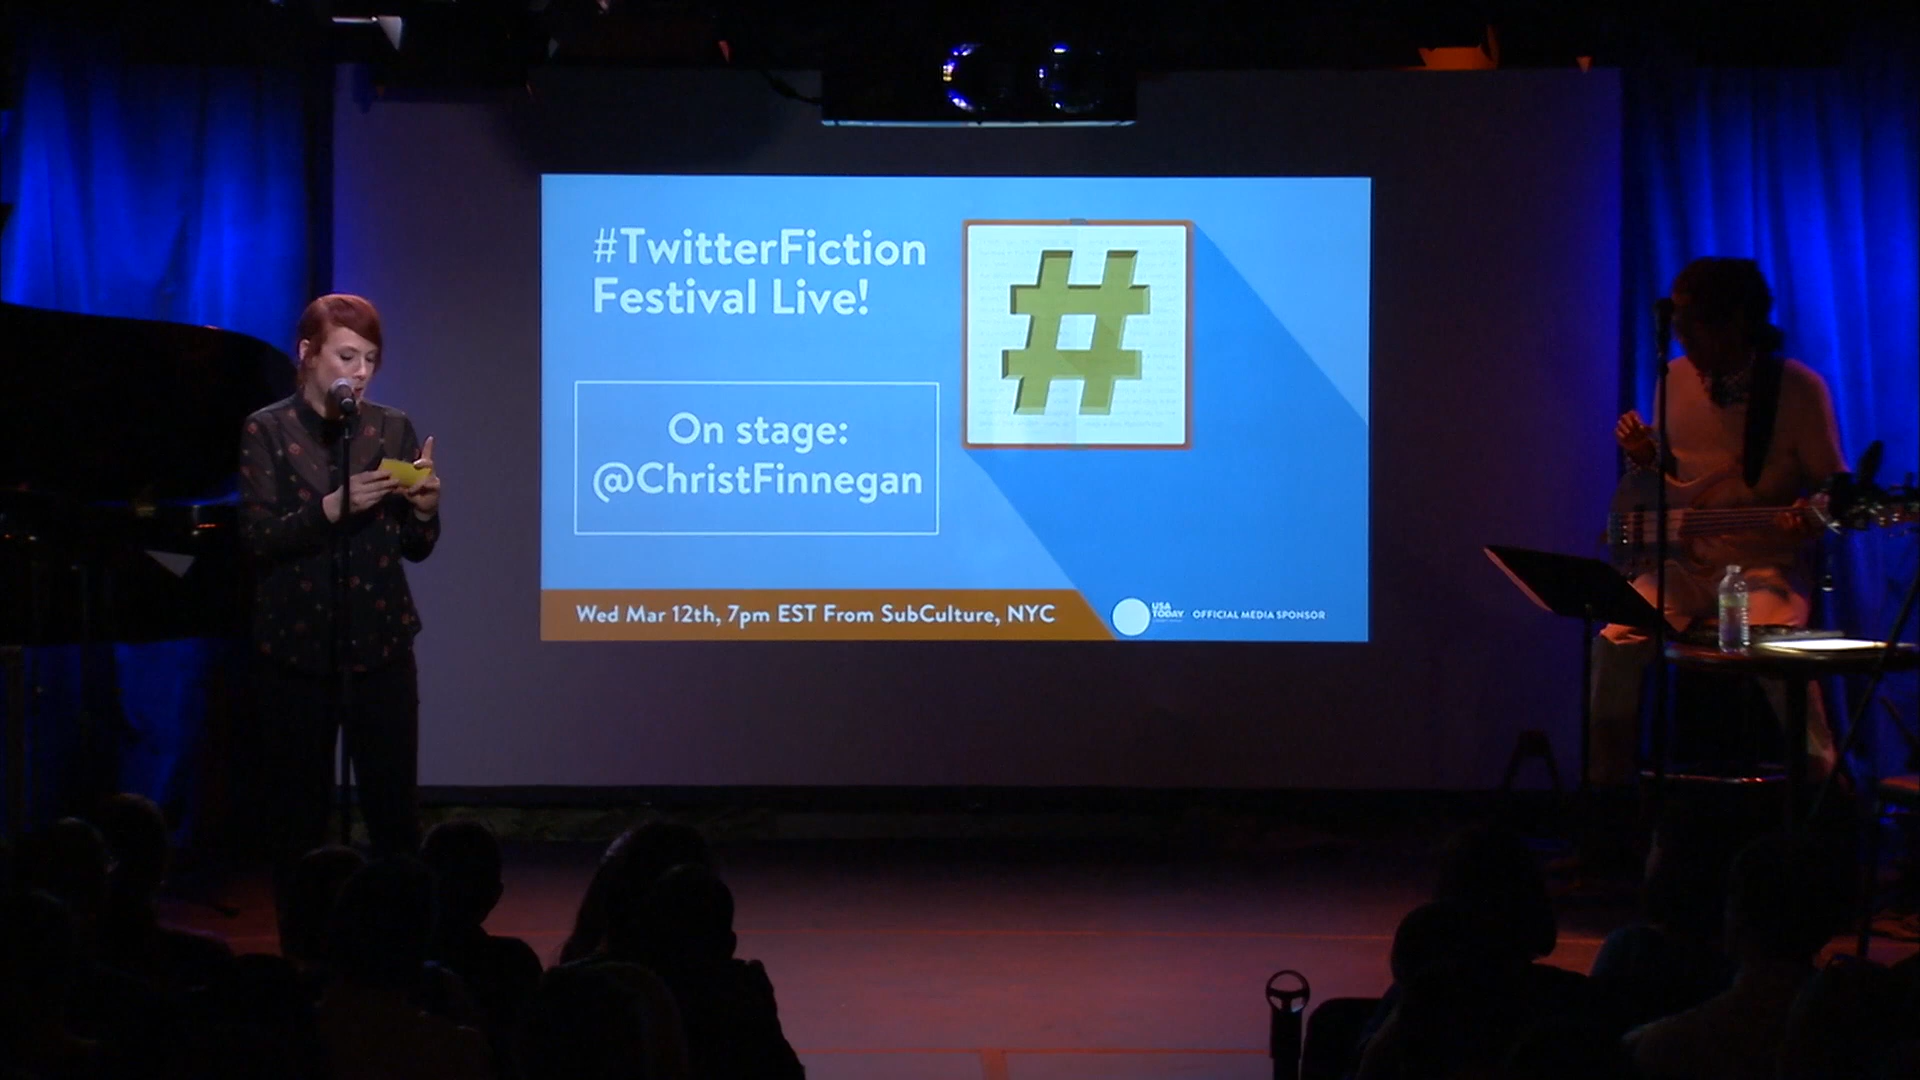 #TwitterFiction
Festival Live!
#
On stage:
@ChristFinnegan
Wed Mar 12th, 7pm EST From SubCulture, NYC
USA
TODAY
OFFICIAL MEDIA SPONSOR